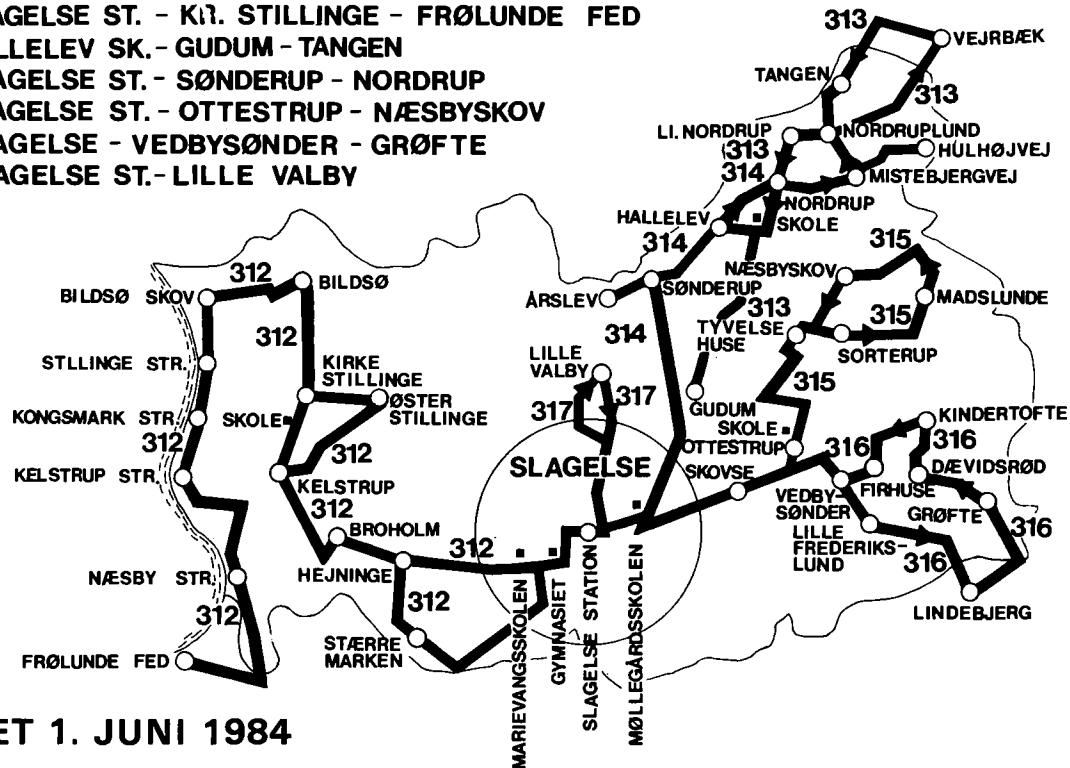 AGELSE ST. - KR. STILLINGE - FRØLUNDE FED
LLELEV SK. - GUDUM - TANGEN
AGELSE ST. - SØNDERUP - NORDRUP
AGELSE ST. - OTTESTRUP - NÆSBYSKOV
AGELSE - VEDBYSØNDER - GRØFTE
AGELSE ST. - LILLE VALBY
313
VEJRBÆK
TANGEN
313
LI. NORDRUP
NORDRUPLUND
313
HULHØJVEJ
314
MISTEBJERGVEJ
NORDRUP
SKOLE
HALLELEV
314
315
NÆSBYSKOV
312
BILDSØ
BILDSØ SKOV
ÅRSLEV
SØNDERUP
MADSLUNDE
313
315
314
TYVELSE
HUSE
SORTERUP
312
LILLE
VALBY
STLLINGE STR.
KIRKE
STILLINGE
315
317
317
ØSTER
STILLINGE
GUDUM
SKOLE
KONGSMARK STR.
SKOLE
KINDERTOFTE
312
312
OTTESTRUP
316
316
SLAGELSE
SKOVSE
DÆVIDSRØD
KELSTRUP STR.
KELSTRUP
FIRHUSE
VEDBY-
SØNDER
GRØFTE
312
BROHOLM
316
LILLE
FREDERIKS-
LUND
312
316
HEJNINGE
NÆSBY STR.
312
312
LINDEBJERG
STÆRRE
MARKEN
FRØLUNDE FED
MARIEVANGSSKOLEN
GYMNASIET
SLAGELSE STATION
MØLLEGÅRDSSKOLEN
ET 1. JUNI 1984